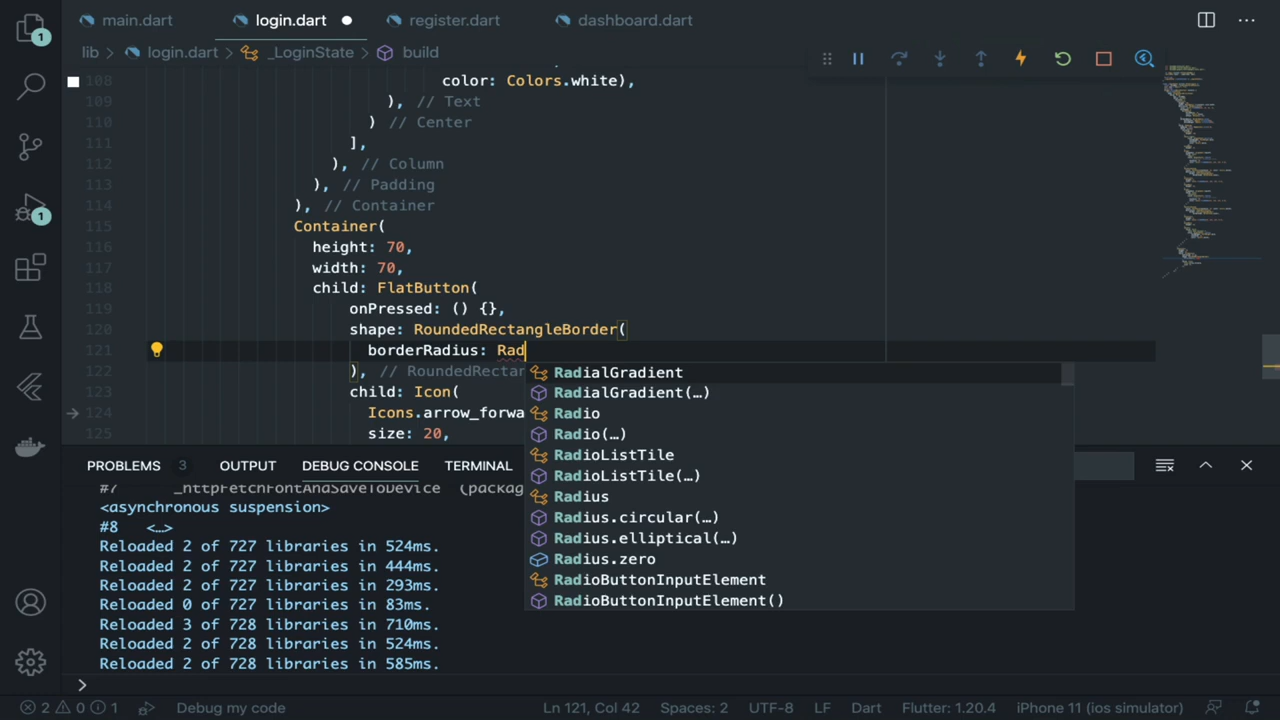 main.dart login.dart register.dart dashboard.dart
lib > login.dart > _LoginState > build
108 color: Colors.white),
109 ), // Text
110 ) // Center
111 ],
112 ), // Column
113 ), // Padding
114 ), // Container
115 Container(
116 height: 70,
117 width: 70,
118 child: FlatButton(
119 onPressed: () {},
120 shape: RoundedRectangleBorder(
121 borderRadius: Rad
122 ), // RoundedRectan
123 child: Icon(
124 Icons.arrow_forwa
125 size: 20,
RadialGradient
RadialGradient(…)
Radio
Radio(…)
RadioListTile
RadioListTile(…)
Radius
Radius.circular(…)
Radius.elliptical(…)
Radius.zero
RadioButtonInputElement
RadioButtonInputElement()
PROBLEMS 3 OUTPUT DEBUG CONSOLE TERMINAL
#7 _httpFetchFontAndSaveToDevice (packag
<asynchronous suspension>
#8 <…>
Reloaded 2 of 727 libraries in 524ms.
Reloaded 2 of 727 libraries in 444ms.
Reloaded 2 of 727 libraries in 293ms.
Reloaded 0 of 727 libraries in 83ms.
Reloaded 3 of 728 libraries in 710ms.
Reloaded 2 of 728 libraries in 524ms.
Reloaded 2 of 728 libraries in 585ms.
>
2 0 1 Debug my code Ln 121, Col 42 Spaces: 2 UTF-8 LF Dart Flutter: 1.20.4 iPhone 11 (ios simulator)
1
1